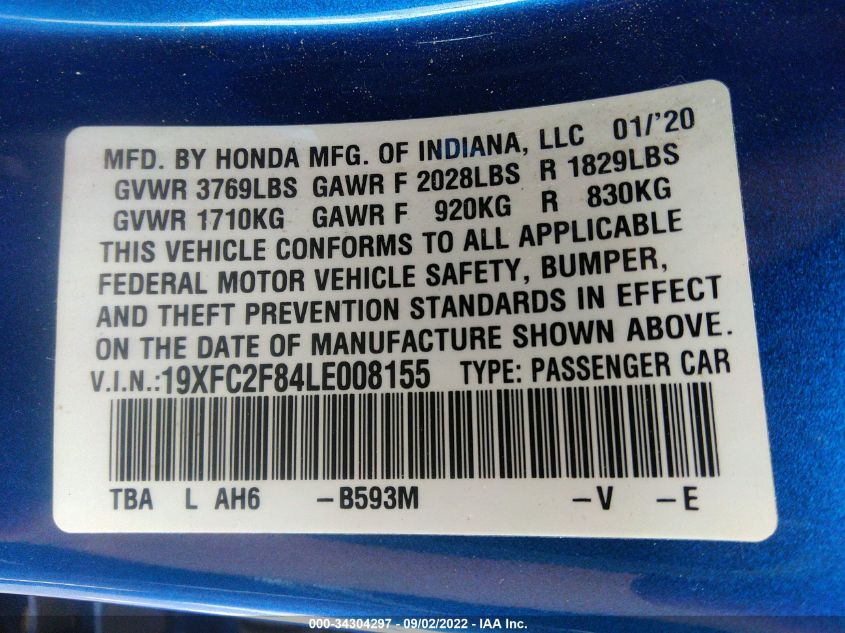 MFD. BY HONDA MFG. OF INDIANA, LLC 01/'20
GVWR 3769LBS GAWR F 2028LBS R 1829LBS
GVWR 1710KG GAWR F 920KG R 830KG
THIS VEHICLE CONFORMS TO ALL APPLICABLE
FEDERAL MOTOR VEHICLE SAFETY, BUMPER,
AND THEFT PREVENTION STANDARDS IN EFFECT
ON THE DATE OF MANUFACTURE SHOWN ABOVE.
V.I.N.:19XFC2F84LE008155 TYPE: PASSENGER CAR
TBA L AH6 -B593M -V -E
000-34304297 - 09/02/2022 - IAA Inc.